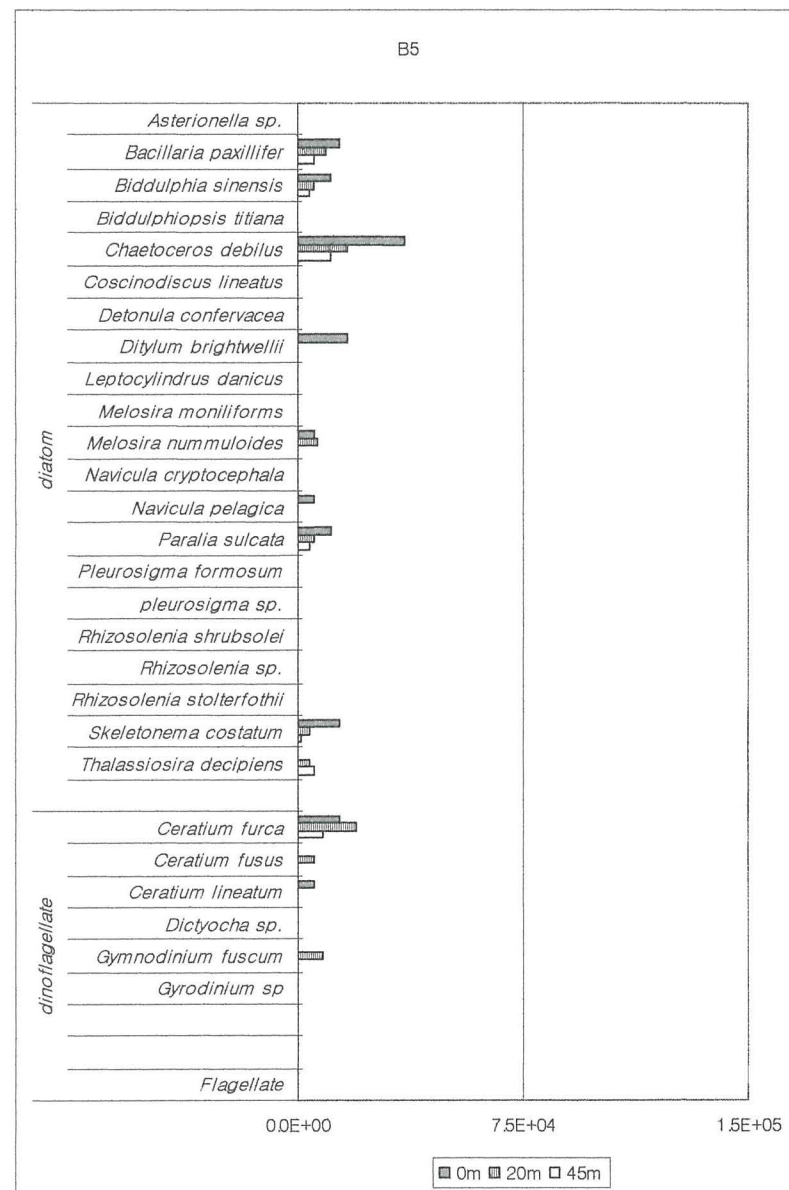 B5
diatom
Asterionella sp.
Bacillaria paxillifer
Biddulphia sinensis
Biddulphiopsis titiana
Chaetoceros debilus
Coscinodiscus lineatus
Detonula confervacea
Ditylum brightwellii
Leptocylindrus danicus
Melosira moniliforms
Melosira nummuloides
Navicula cryptocephala
Navicula pelagica
Paralia sulcata
Pleurosigma formosum
pleurosigma sp.
Rhizosolenia shrubsolei
Rhizosolenia sp.
Rhizosolenia stolterfothii
Skeletonema costatum
Thalassiosira decipiens
dinoflagellate
Ceratium furca
Ceratium fusus
Ceratium lineatum
Dictyocha sp.
Gymnodinium fuscum
Gyrodinium sp
Flagellate
0.0E+00 7.5E+04 1.5E+05
0m 20m 45m